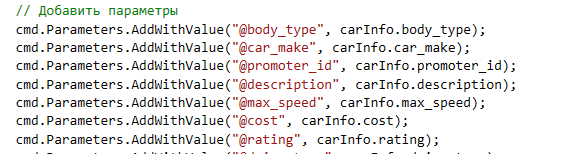 // Добавить параметры
cmd.Parameters.AddWithValue("@body_type", carInfo.body_type);
cmd.Parameters.AddWithValue("@car_make", carInfo.car_make);
cmd.Parameters.AddWithValue("@promoter_id", carInfo.promoter_id);
cmd.Parameters.AddWithValue("@description", carInfo.description);
cmd.Parameters.AddWithValue("@max_speed", carInfo.max_speed);
cmd.Parameters.AddWithValue("@cost", carInfo.cost);
cmd.Parameters.AddWithValue("@rating", carInfo.rating);